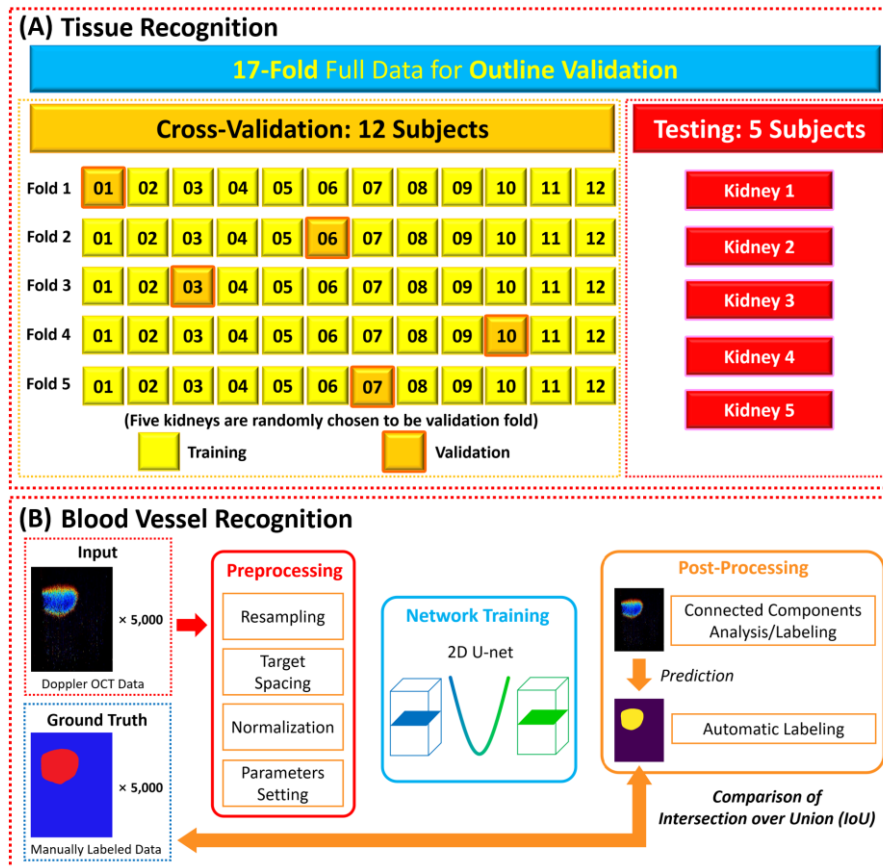 (A) Tissue Recognition
17-Fold Full Data for Outline Validation
Cross-Validation: 12 Subjects
Fold 1 01 02 03 04 05 06 07 08 09 10 11 12
Fold 2 01 02 03 04 05 06 07 08 09 10 11 12
Fold 3 01 02 03 04 05 06 07 08 09 10 11 12
Fold 4 01 02 03 04 05 06 07 08 09 10 11 12
Fold 5 01 02 03 04 05 06 07 08 09 10 11 12
(Five kidneys are randomly chosen to be validation fold)
Training
Validation
Testing: 5 Subjects
Kidney 1
Kidney 2
Kidney 3
Kidney 4
Kidney 5
(B) Blood Vessel Recognition
Input
× 5,000
Doppler OCT Data
Ground Truth
× 5,000
Manually Labeled Data
Preprocessing
Resampling
Target
Spacing
Normalization
Parameters
Setting
Network Training
2D U-net
Post-Processing
Connected Components
Analysis/Labeling
Prediction
Automatic Labeling
Comparison of
Intersection over Union (IoU)